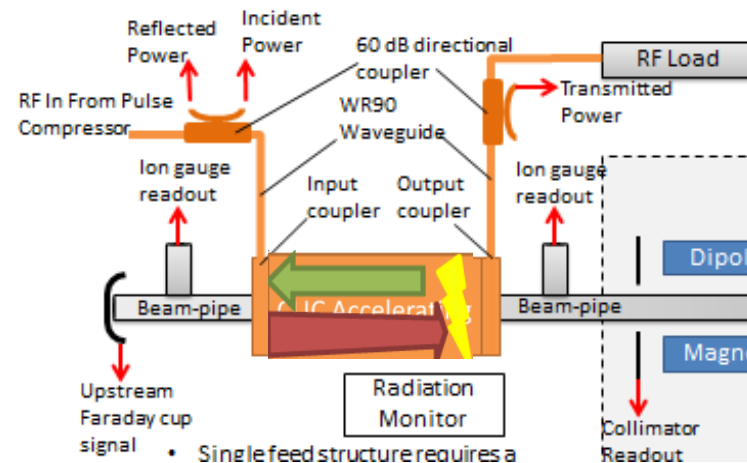 Reflected
Power
Incident
Power
60 dB directional
coupler
RF Load
RF In From Pulse
Compressor
Transmitted
Power
WR90
Waveguide
Ion gauge
readout
Input
coupler
Output
coupler
Ion gauge
readout
Beam-pipe
Accelerating
Beam-pipe
Magn
Upstream
Faraday cup
signal
Radiation
Monitor
Collimator
Readout
• Single feed structure requires a